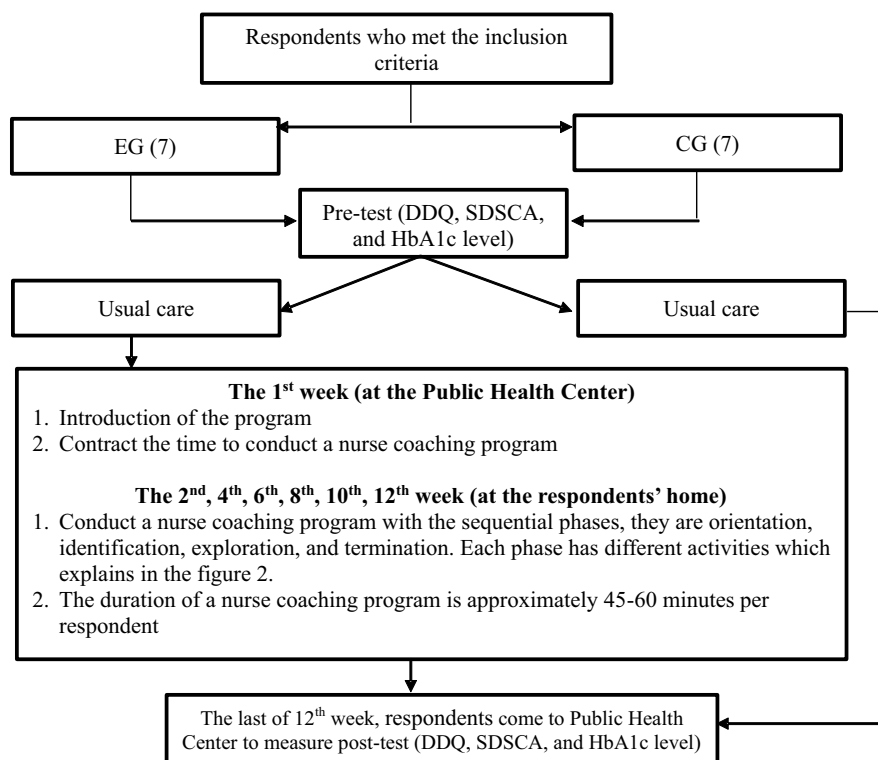 Respondents who met the inclusion
criteria
EG (7)
CG (7)
Pre-test (DDQ, SDSCA,
and HbA1c level)
Usual care
Usual care
The 1st week (at the Public Health Center)
1. Introduction of the program
2. Contract the time to conduct a nurse coaching program
The 2nd, 4th, 6th, 8th, 10th, 12th week (at the respondents’ home)
1. Conduct a nurse coaching program with the sequential phases, they are orientation,
identification, exploration, and termination. Each phase has different activities which
explains in the figure 2.
2. The duration of a nurse coaching program is approximately 45-60 minutes per
respondent
The last of 12th week, respondents come to Public Health
Center to measure post-test (DDQ, SDSCA, and HbA1c level)